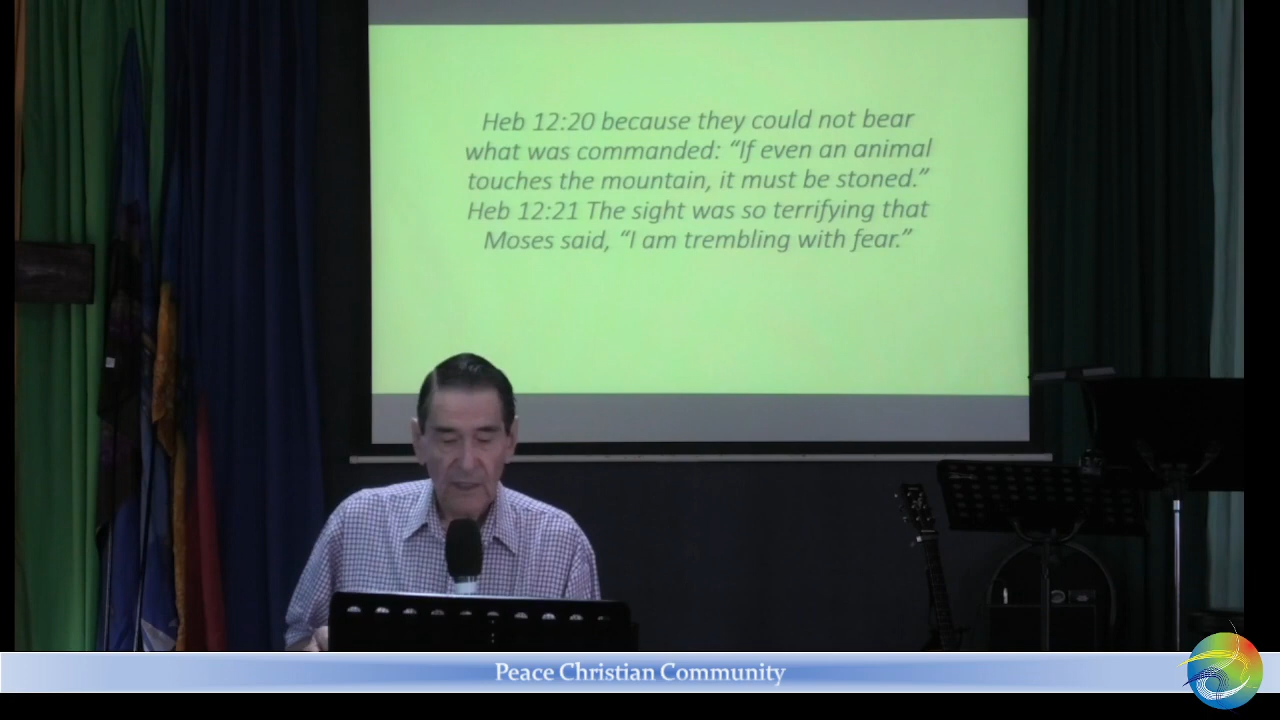 Heb 12:20 because they could not bear
what was commanded: “If even an animal
touches the mountain, it must be stoned.”
Heb 12:21 The sight was so terrifying that
Moses said, “I am trembling with fear.”
Peace Christian Community